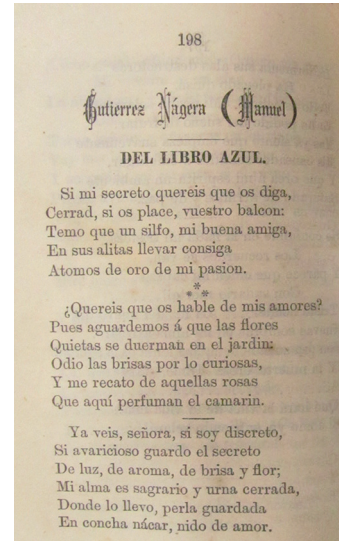 198
Gutierrez Nágera (Manuel)
DEL LIBRO AZUL.
Si mi secreto quereis que os diga,
Cerrad, si os place, vuestro balcon:
Temo que un silfo, mi buena amiga,
En sus alitas llevar consiga
Atomos de oro de mi pasion.
***
¿Quereis que os hable de mis amores?
Pues aguardemos á que las flores
Quietas se duerman en el jardin:
Odio las brisas por lo curiosas,
Y me recato de aquellas rosas
Que aquí perfuman el camarin.
Ya veis, señora, si soy discreto,
Si avaricioso guardo el secreto
De luz, de aroma, de brisa y flor;
Mi alma es sagrario y urna cerrada,
Donde lo llevo, perla guardada
En concha nácar, nido de amor.